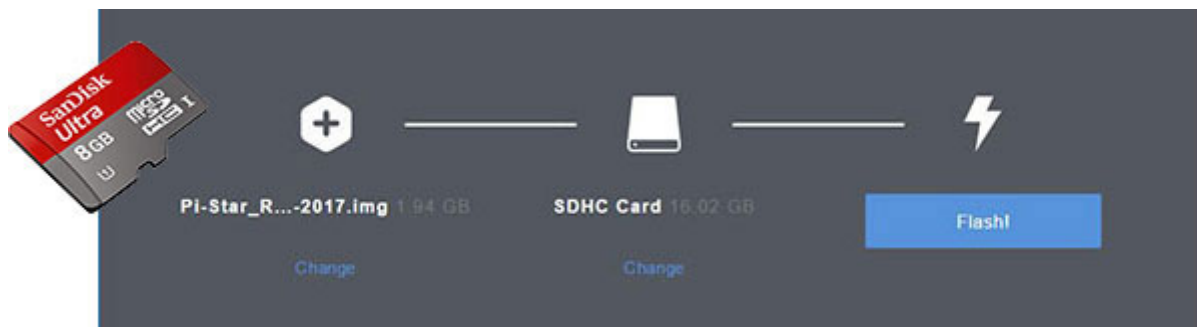 SanDisk
Ultra
8GB
micro
SD
HC I
U1
Pi-Star_R...-2017.img 1.94 GB
SDHC Card 16.02 GB
Flash!
Change
Change